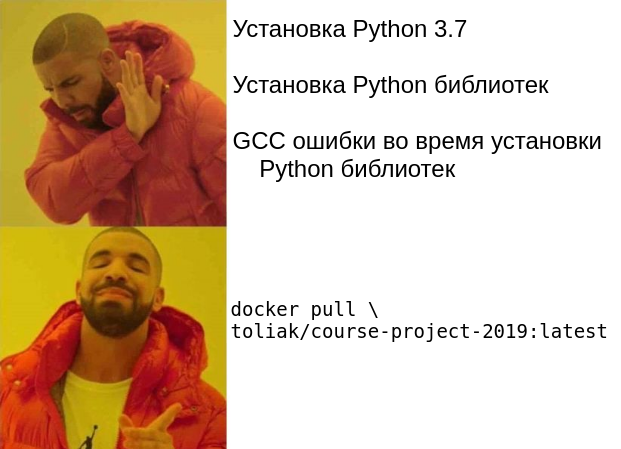 Установка Python 3.7
Установка Python библиотек
GCC ошибки во время установки
Python библиотек
docker pull \
toliak/course-project-2019:latest